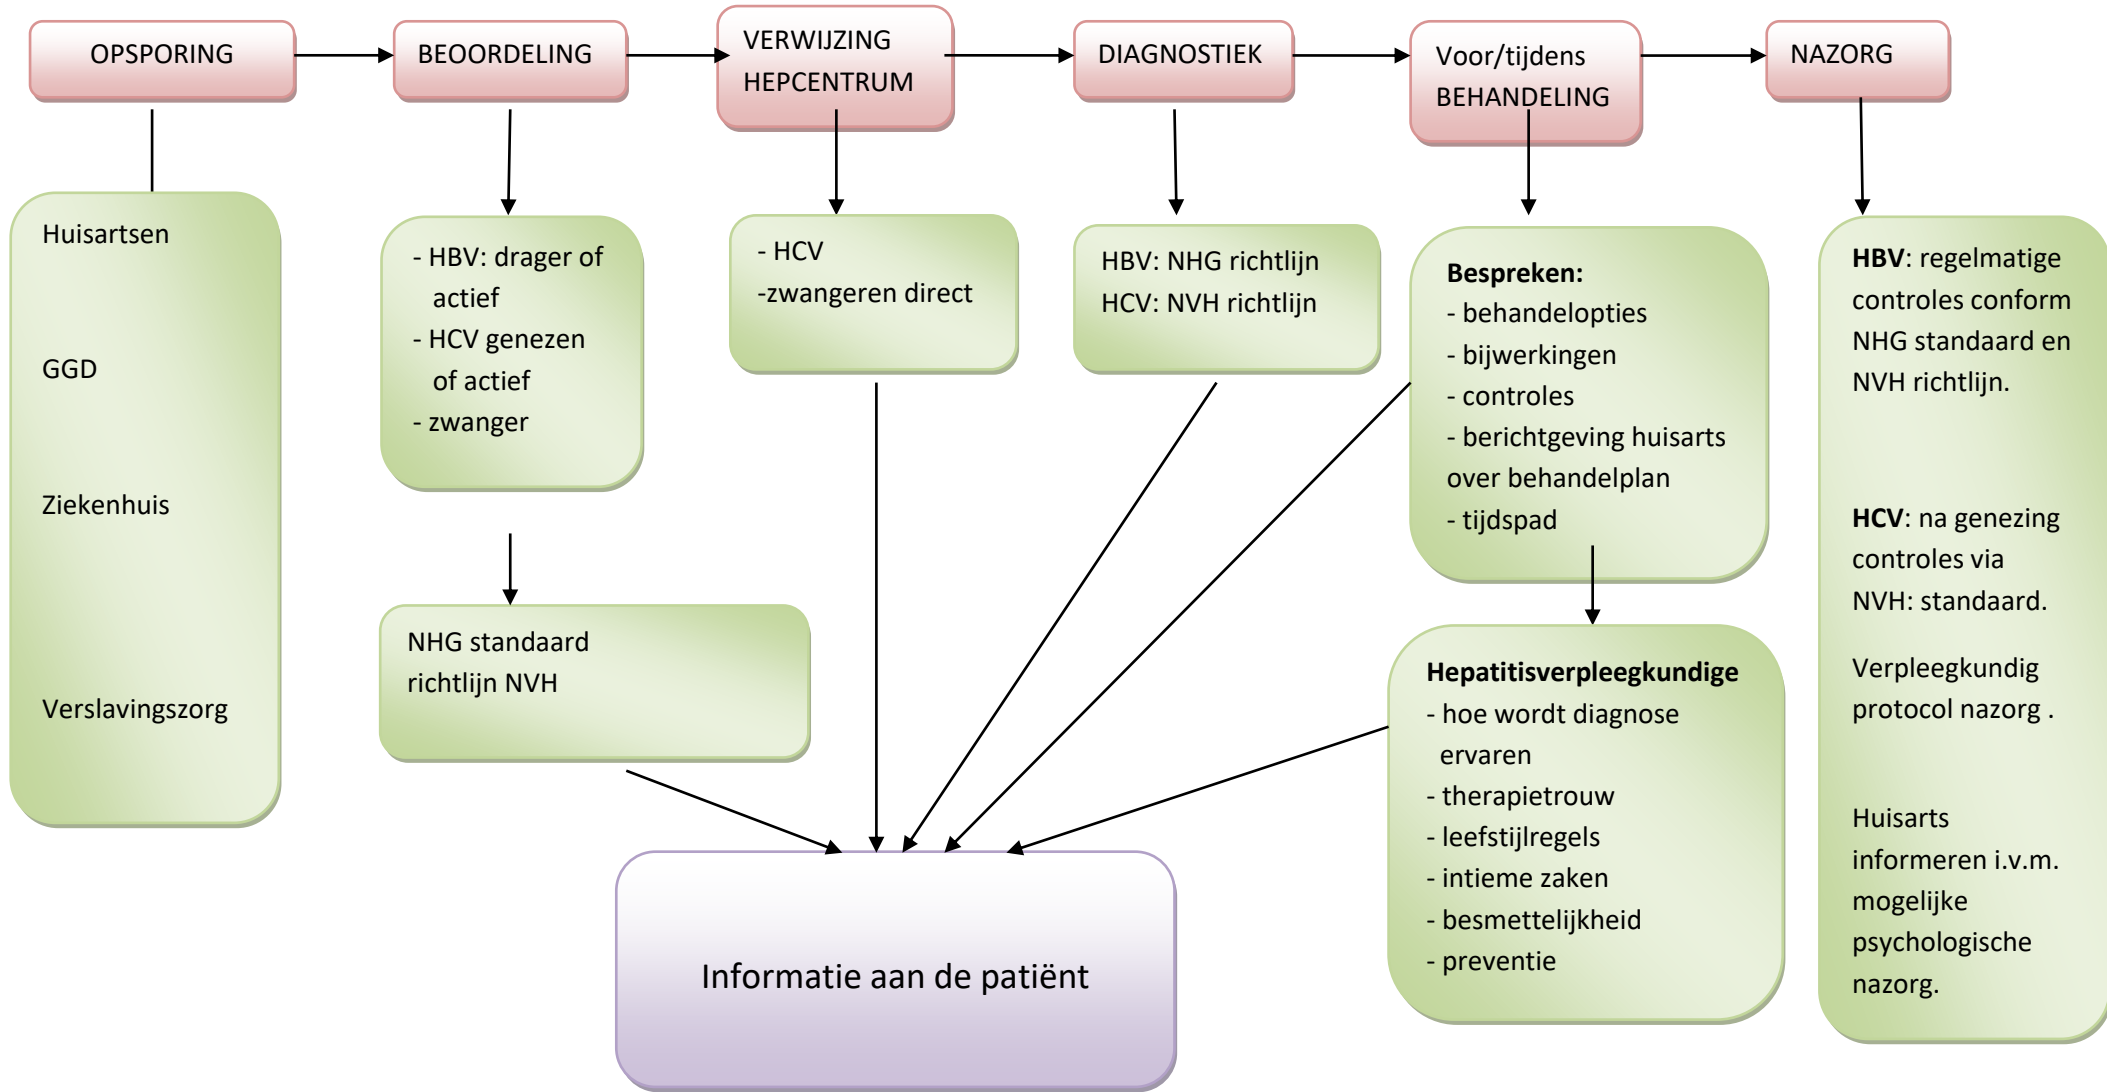 OPSPORING
BEOORDELING
VERWIJZING
HEPCENTRUM
DIAGNOSTIEK
Voor/tijdens
BEHANDELING
NAZORG
Huisartsen
GGD
Ziekenhuis
Verslavingszorg
- HBV: drager of
actief
- HCV genezen
of actief
- zwanger
NHG standaard
richtlijn NVH
- HCV
-zwangeren direct
HBV: NHG richtlijn
HCV: NVH richtlijn
Bespreken:
- behandelopties
- bijwerkingen
- controles
- berichtgeving huisarts
over behandelplan
- tijdspad
Hepatitisverpleegkundige
- hoe wordt diagnose
ervaren
- therapietrouw
- leefstijlregels
- intieme zaken
- besmettelijkheid
- preventie
HBV: regelmatige
controles conform
NHG standaard en
NVH richtlijn.
HCV: na genezing
controles via
NVH: standaard.
Verpleegkundig
protocol nazorg .
Huisarts
informeren i.v.m.
mogelijke
psychologische
nazorg.
Informatie aan de patiënt